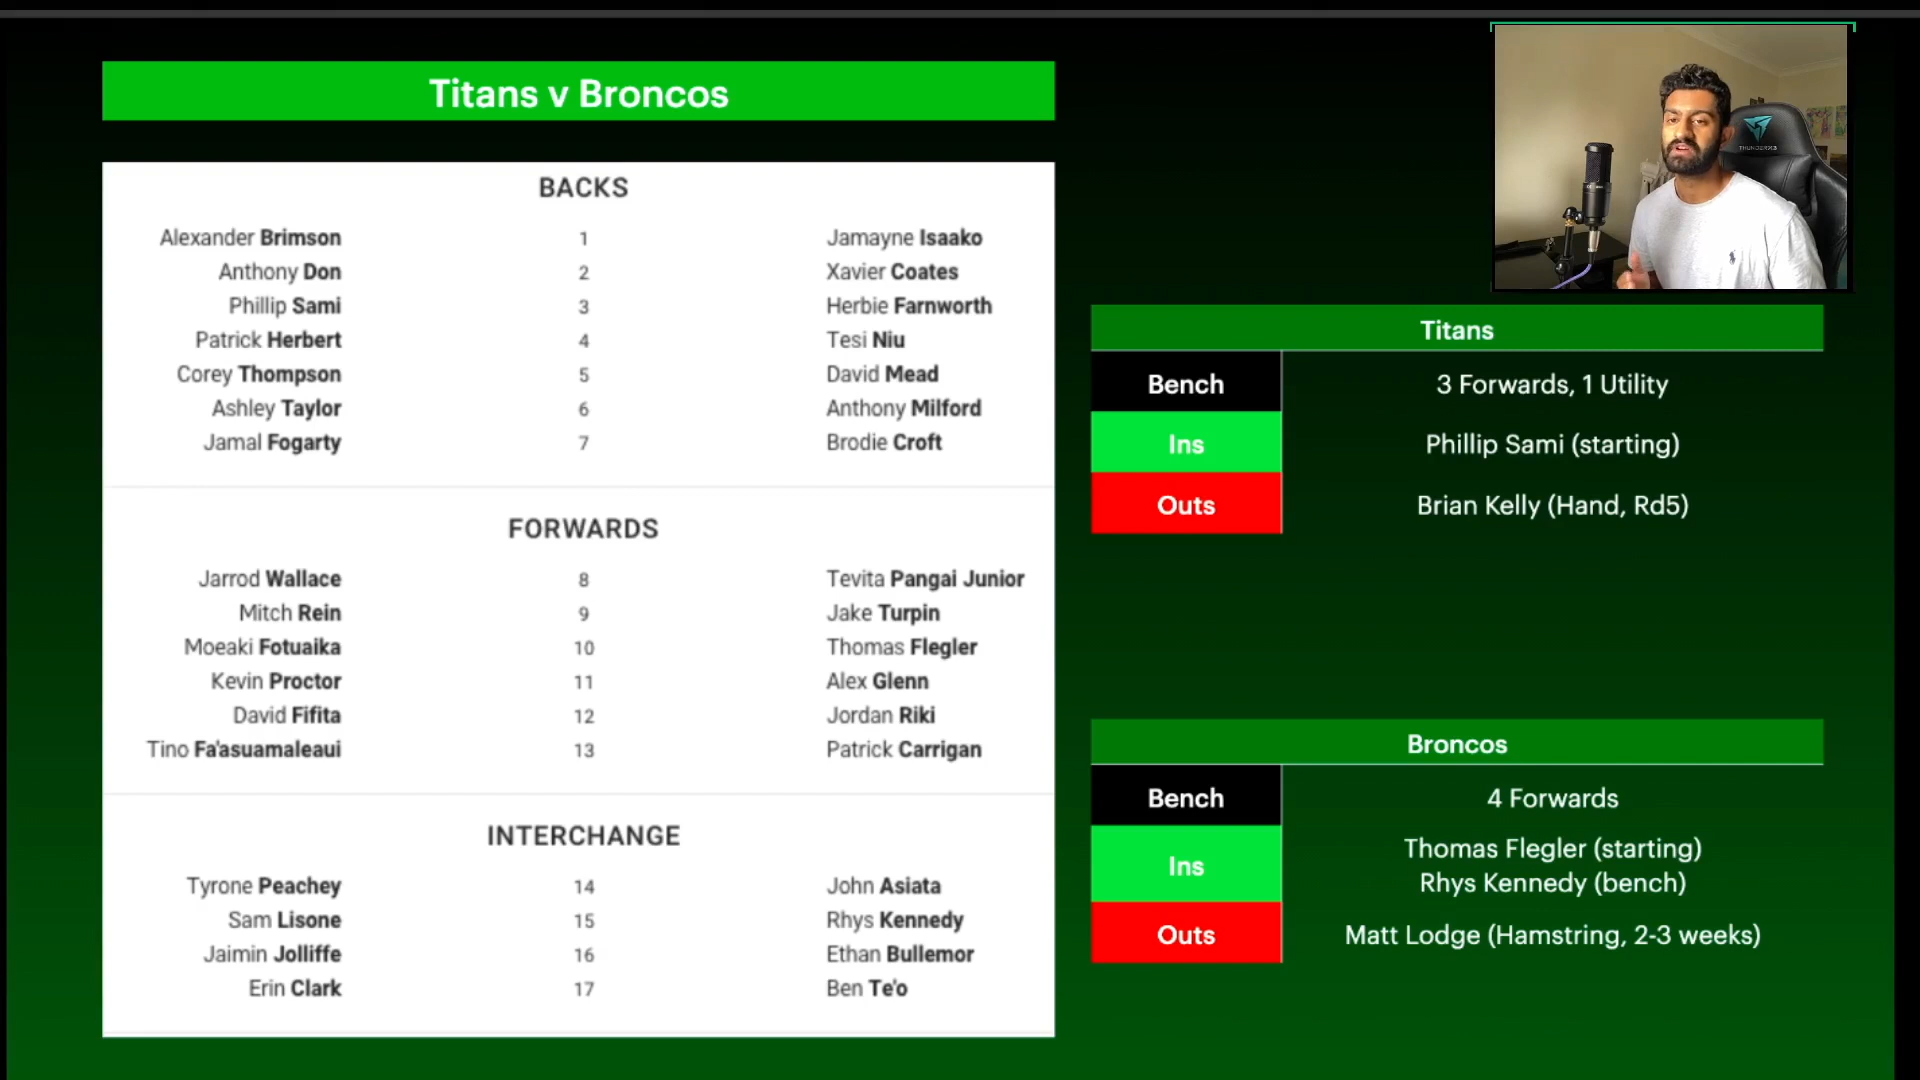 Titans v Broncos
BACKS
Alexander Brimson 1 Jamayne Isaako
Anthony Don 2 Xavier Coates
Phillip Sami 3 Herbie Farnworth
Patrick Herbert 4 Tesi Niu
Corey Thompson 5 David Mead
Ashley Taylor 6 Anthony Milford
Jamal Fogarty 7 Brodie Croft
FORWARDS
Jarrod Wallace 8 Tevita Pangai Junior
Mitch Rein 9 Jake Turpin
Moeaki Fotuaika 10 Thomas Flegler
Kevin Proctor 11 Alex Glenn
David Fifita 12 Jordan Riki
Tino Fa'asuamaleaui 13 Patrick Carrigan
INTERCHANGE
Tyrone Peachey 14 John Asiata
Sam Lisone 15 Rhys Kennedy
Jaimin Jolliffe 16 Ethan Bullemor
Erin Clark 17 Ben Te'o
THUNDERX3
Titans
Bench 3 Forwards, 1 Utility
Ins Phillip Sami (starting)
Outs Brian Kelly (Hand, Rd5)
Broncos
Bench 4 Forwards
Ins Thomas Flegler (starting)
Rhys Kennedy (bench)
Outs Matt Lodge (Hamstring, 2-3 weeks)